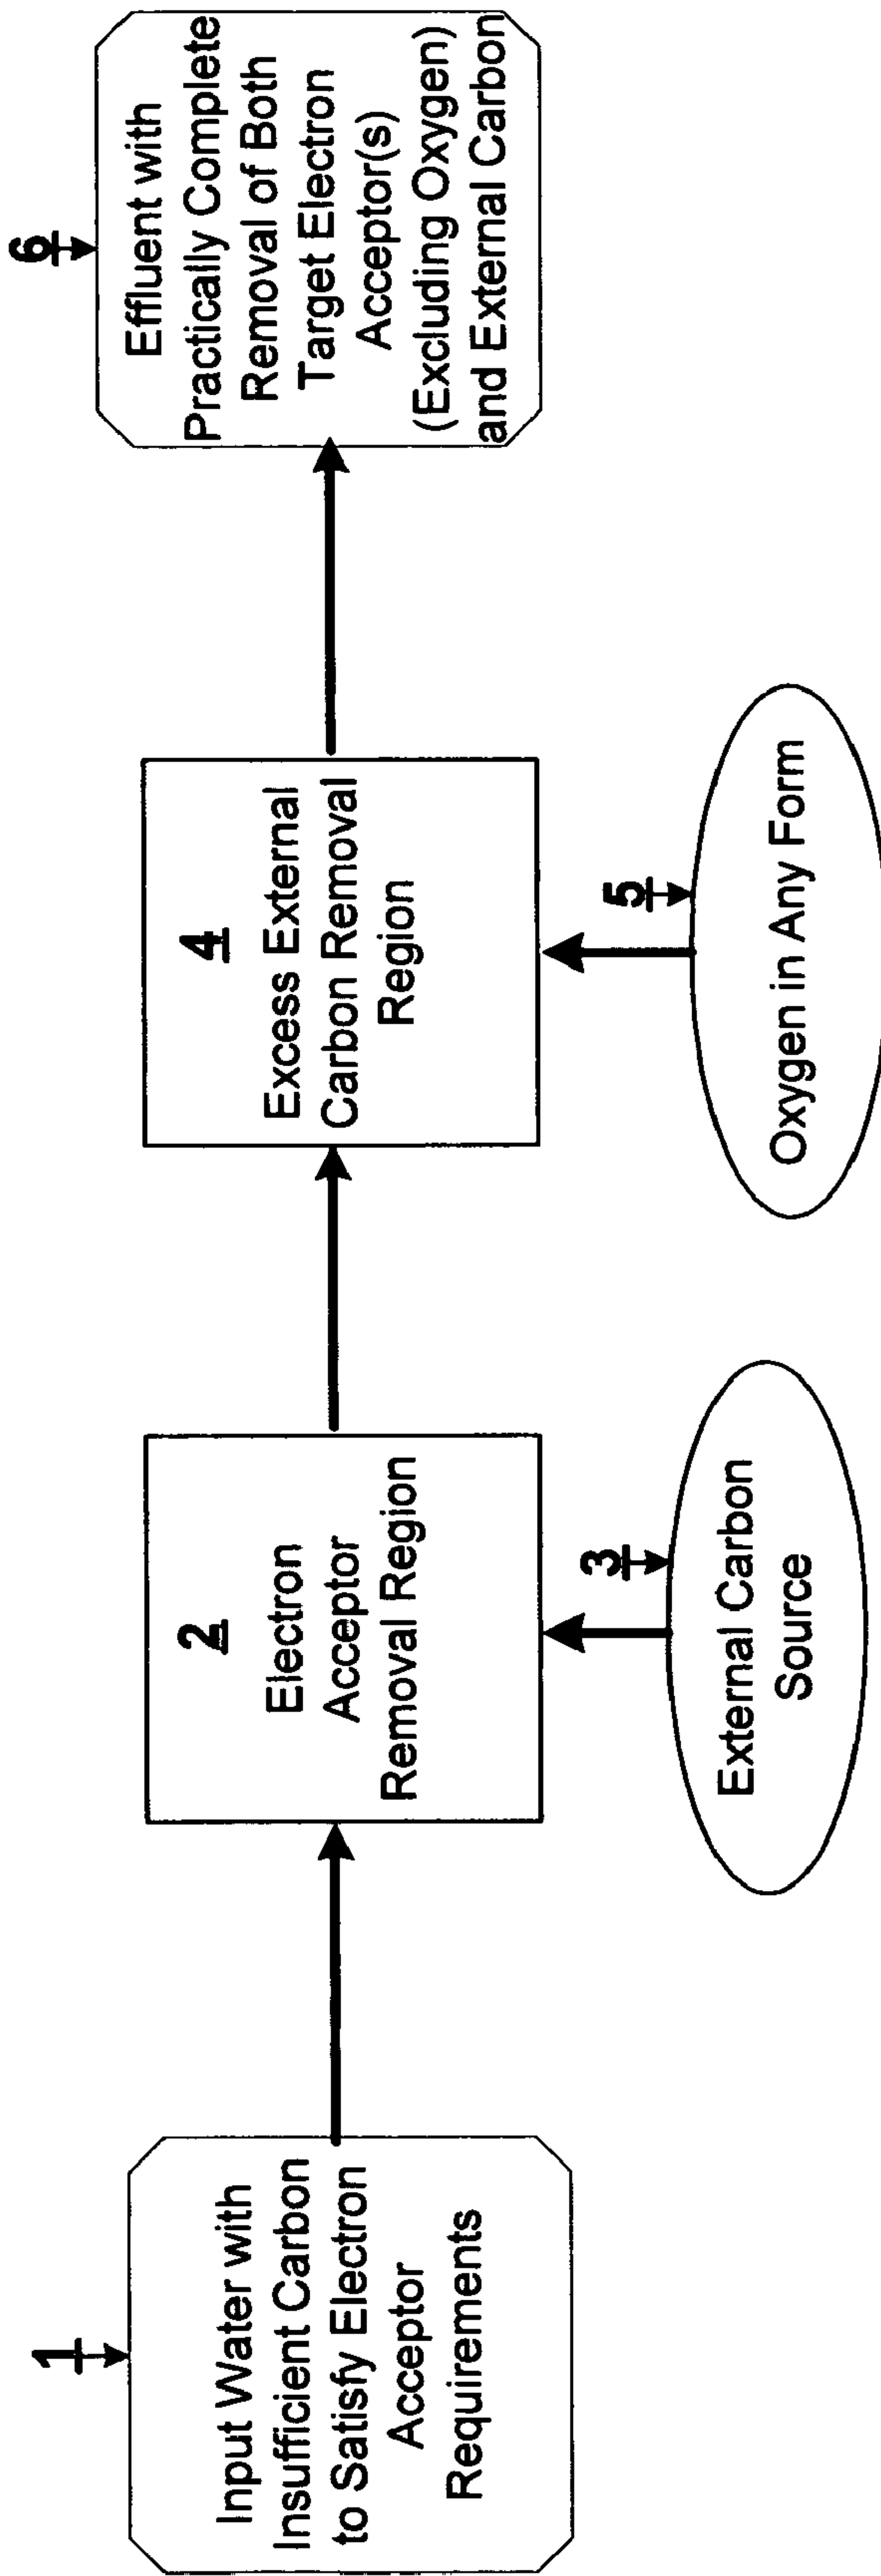 1
Input Water with
Insufficient Carbon
to Satisfy Electron
Acceptor
Requirements
2
Electron
Acceptor
Removal Region
3
External Carbon
Source
4
Excess External
Carbon Removal
Region
5
Oxygen in Any Form
6
Effluent with
Practically Complete
Removal of Both
Target Electron
Acceptor(s)
(Excluding Oxygen)
and External Carbon